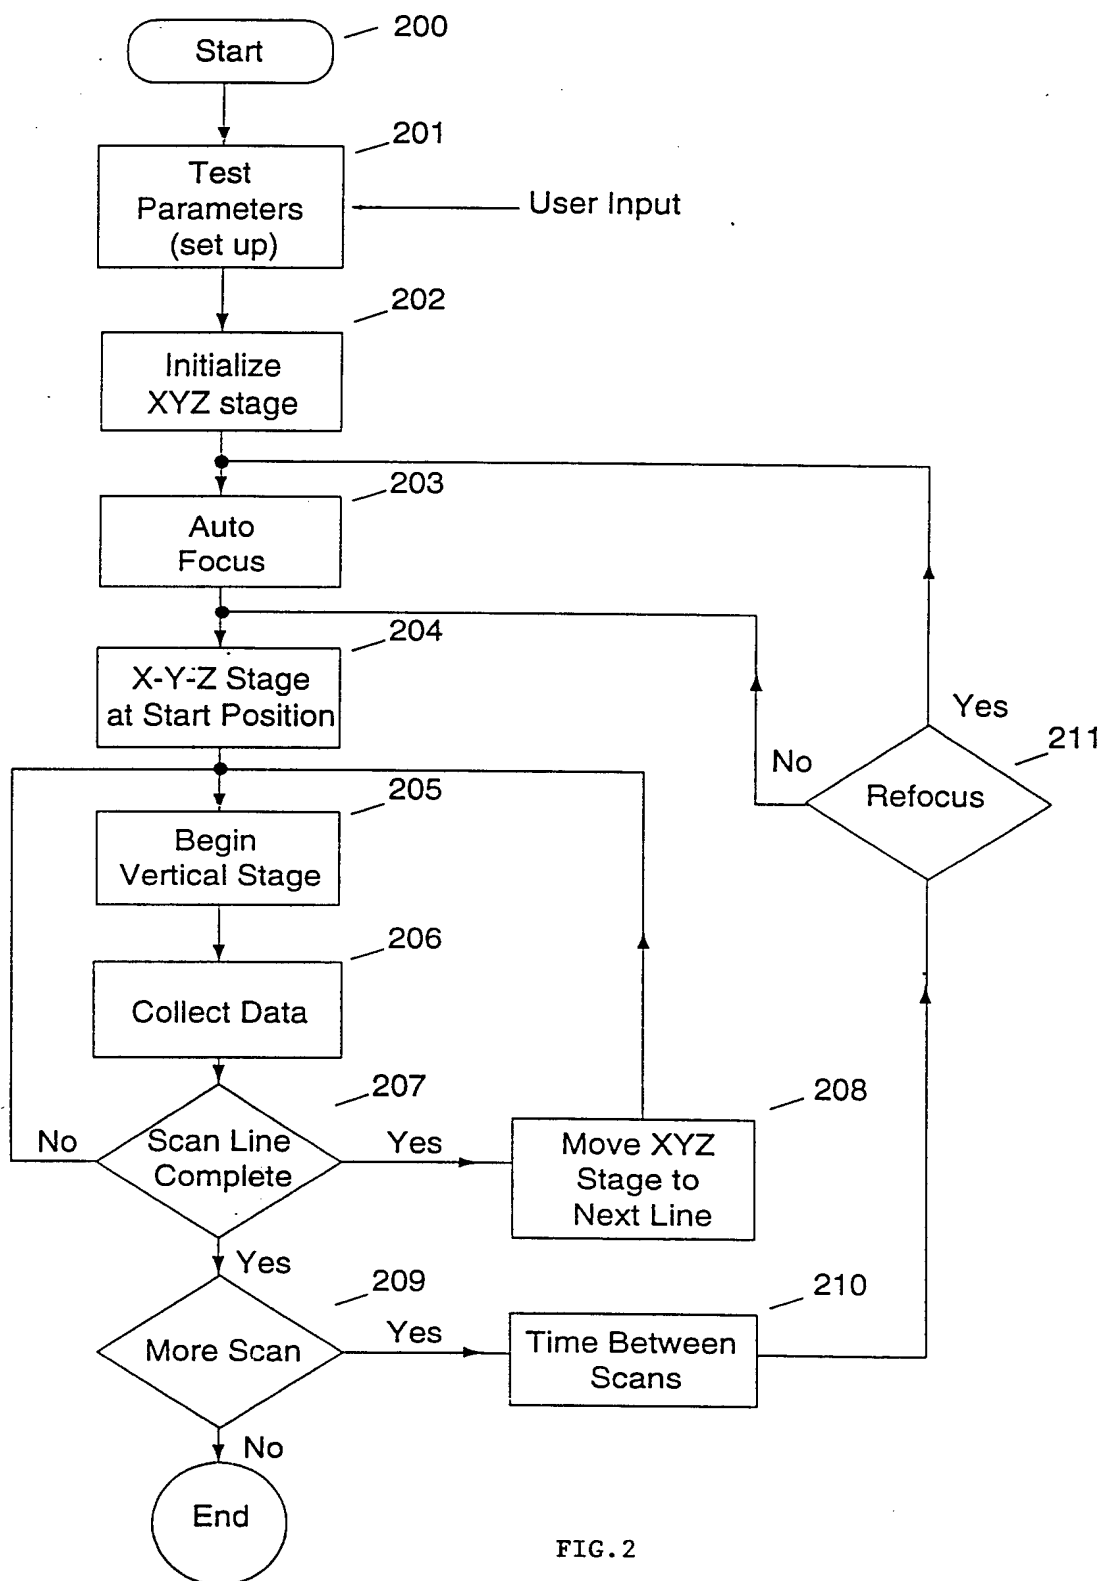 Start
200
201
Test
Parameters
(set up)
User Input
202
Initialize
XYZ stage
203
Auto
Focus
204
X-Y-Z Stage
at Start Position
Yes
211
No
Refocus
205
Begin
Vertical Stage
206
Collect Data
207
208
No
Scan Line
Complete
Yes
Move XYZ
Stage to
Next Line
Yes
209
210
More Scan
Yes
Time Between
Scans
No
End
FIG.2